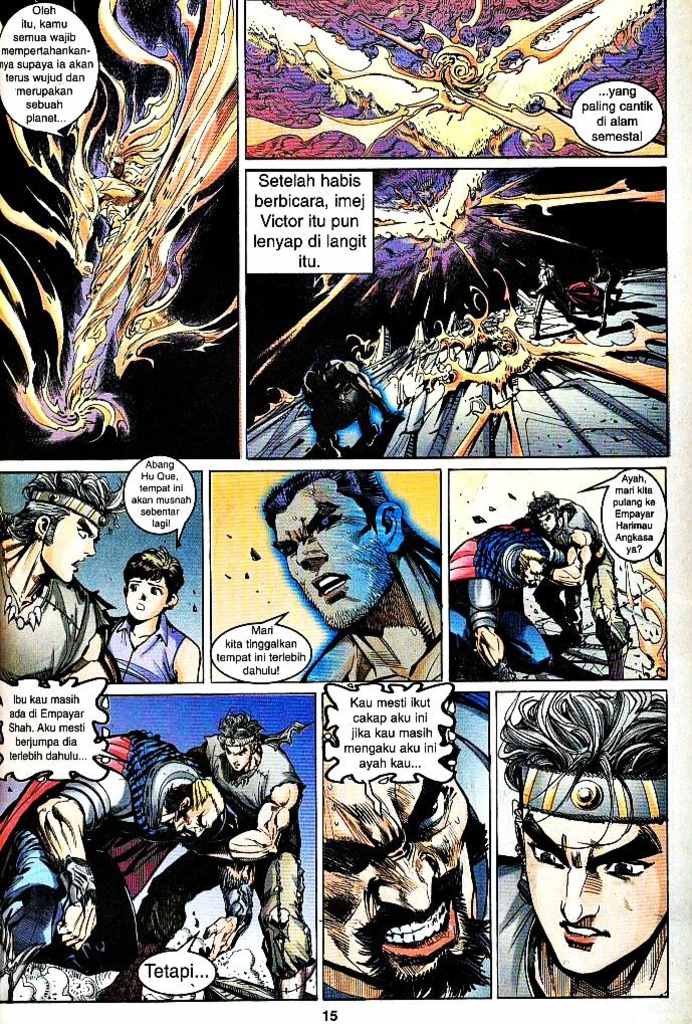 Oleh
itu, kamu
semua wajib
mempertahankan-
nya supaya ia akan
terus wujud dan
merupakan
sebuah
planet...
...yang
paling cantik
di alam
semesta!
Setelah habis
berbicara, imej
Victor itu pun
lenyap di langit
itu.
Abang
Hu Que,
tempat ini
akan musnah
sebentar
lagi!
Mari
kita tinggalkan
tempat ini terlebih
dahulu!
Ayah,
mari kita
pulang ke
Empayar
Harimau
Angkasa
ya?
Ibu kau masih
ada di Empayar
Shah. Aku mesti
berjumpa dia
terlebih dahulu...
Tetapi...
Kau mesti ikut
cakap aku ini
jika kau masih
mengaku aku ini
ayah kau...
15